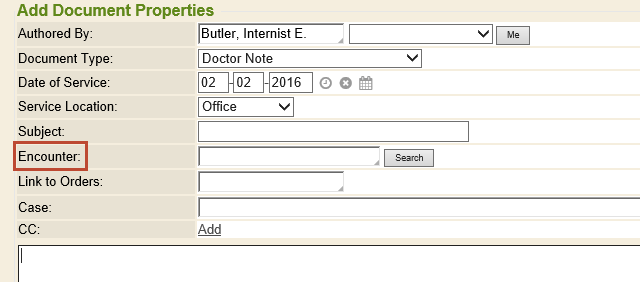 Add Document Properties
Authored By: Butler, Internist E. Me
Document Type: Doctor Note
Date of Service: 02-02-2016
Service Location: Office
Subject:
Encounter: Search
Link to Orders:
Case:
CC: Add